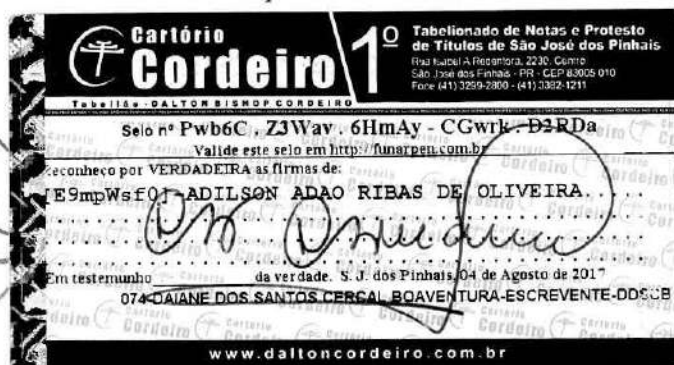 Cartório
Cordeiro
Tabelião - DALTON BISHOP CORDEIRO
1º
Tabelionado de Notas e Protesto
de Títulos de São José dos Pinhais
Rua Isabel A Redentora, 2230, Centro
São José dos Pinhais - PR - CEP 83005 010
Fone (41) 3299-2800 - (41) 3382-1211
Selo nº Pwb6C . Z3Wav . 6HmAy - CGwrk . D2RDa
Valide este selo em http://funarpen.com.br
Reconheço por VERDADEIRA as firmas de:
[E9mpWsf0]-ADILSON ADAO RIBAS DE OLIVEIRA
Em testemunho da verdade. S. J. dos Pinhais, 04 de Agosto de 2017
074-DAIANE DOS SANTOS CERCAL BOAVENTURA-ESCREVENTE-DDSCB
www.daltoncordeiro.com.br